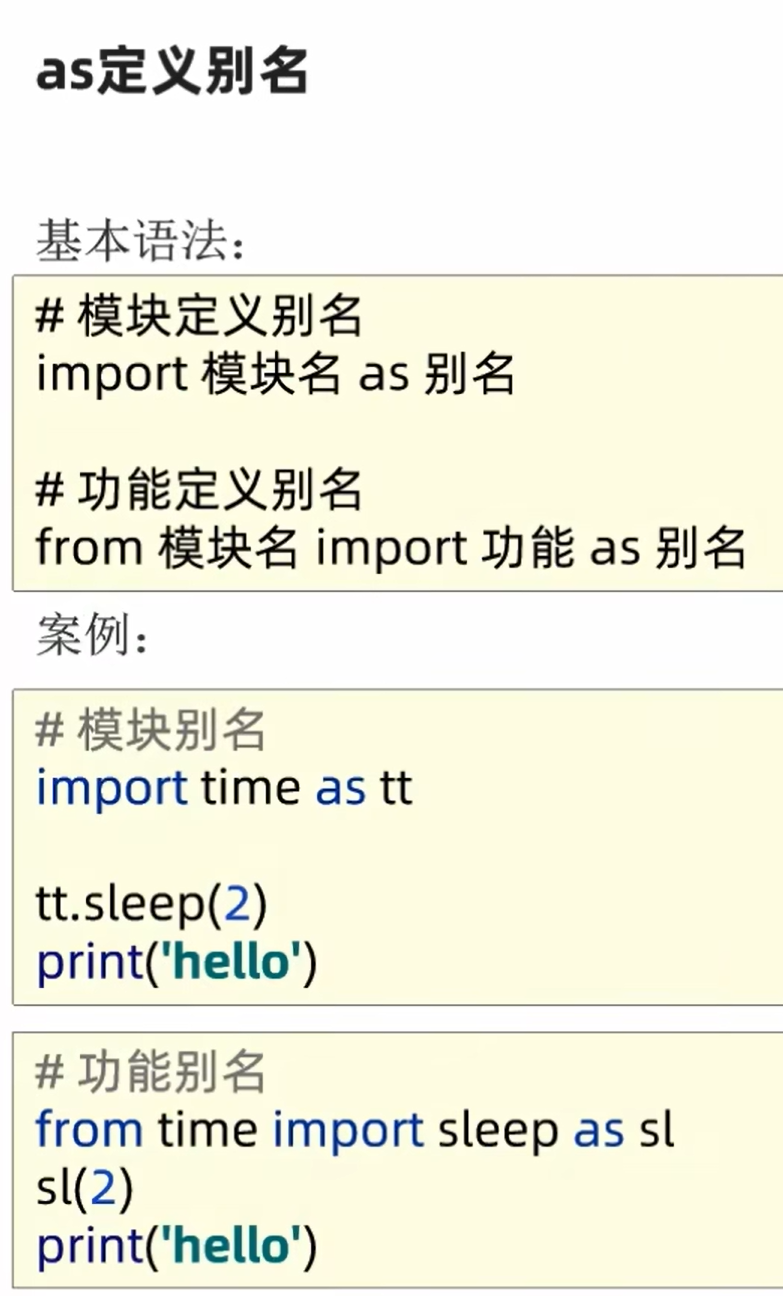 as定义别名
基本语法：
# 模块定义别名
import 模块名 as 别名
# 功能定义别名
from 模块名 import 功能 as 别名
案例：
# 模块别名
import time as tt
tt.sleep(2)
print('hello')
# 功能别名
from time import sleep as sl
sl(2)
print('hello')